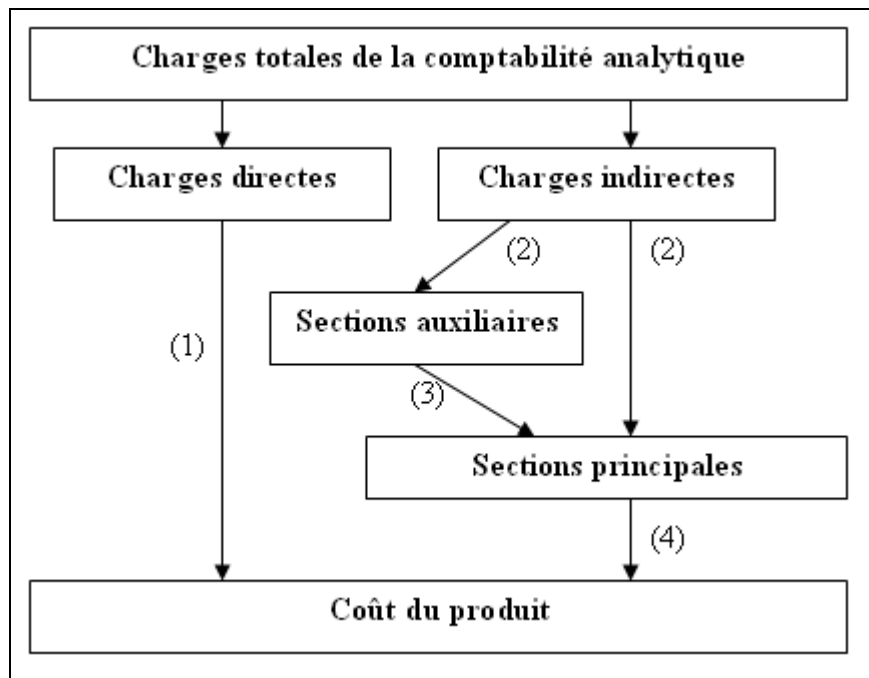 Charges totales de la comptabilité analytique
Charges directes
Charges indirectes
(2)
(2)
Sections auxiliaires
(1)
(3)
Sections principales
(4)
Coût du produit